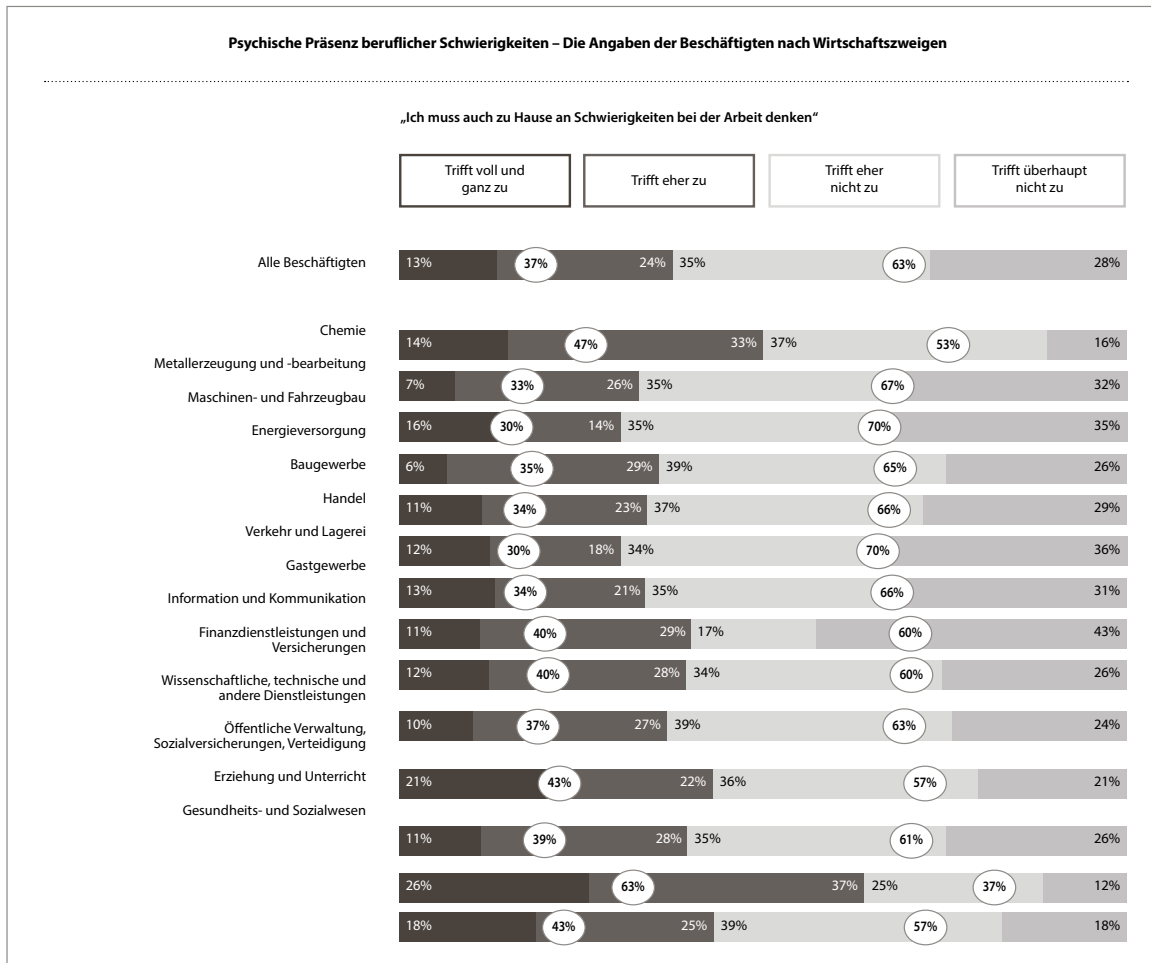 Psychische Präsenz beruflicher Schwierigkeiten – Die Angaben der Beschäftigten nach Wirtschaftszweigen
„Ich muss auch zu Hause an Schwierigkeiten bei der Arbeit denken“
Trifft voll und
ganz zu
Trifft eher zu
Trifft eher
nicht zu
Trifft überhaupt
nicht zu
Alle Beschäftigten
13% 37% 24% 35% 63% 28%
Chemie
14% 47% 33% 37% 53% 16%
Metallerzeugung und -bearbeitung
7% 33% 26% 35% 67% 32%
Maschinen- und Fahrzeugbau
16% 30% 14% 35% 70% 35%
Energieversorgung
6% 35% 29% 39% 65% 26%
Baugewerbe
11% 34% 23% 37% 66% 29%
Handel
12% 30% 18% 34% 70% 36%
Verkehr und Lagerei
Gastgewerbe
13% 34% 21% 35% 66% 31%
Information und Kommunikation
11% 40% 29% 17% 60% 43%
Finanzdienstleistungen und
Versicherungen
12% 40% 28% 34% 60% 26%
Wissenschaftliche, technische und
andere Dienstleistungen
10% 37% 27% 39% 63% 24%
Öffentliche Verwaltung,
Sozialversicherungen, Verteidigung
21% 43% 22% 36% 57% 21%
Erziehung und Unterricht
Gesundheits- und Sozialwesen
11% 39% 28% 35% 61% 26%
26% 63% 37% 25% 37% 12%
18% 43% 25% 39% 57% 18%